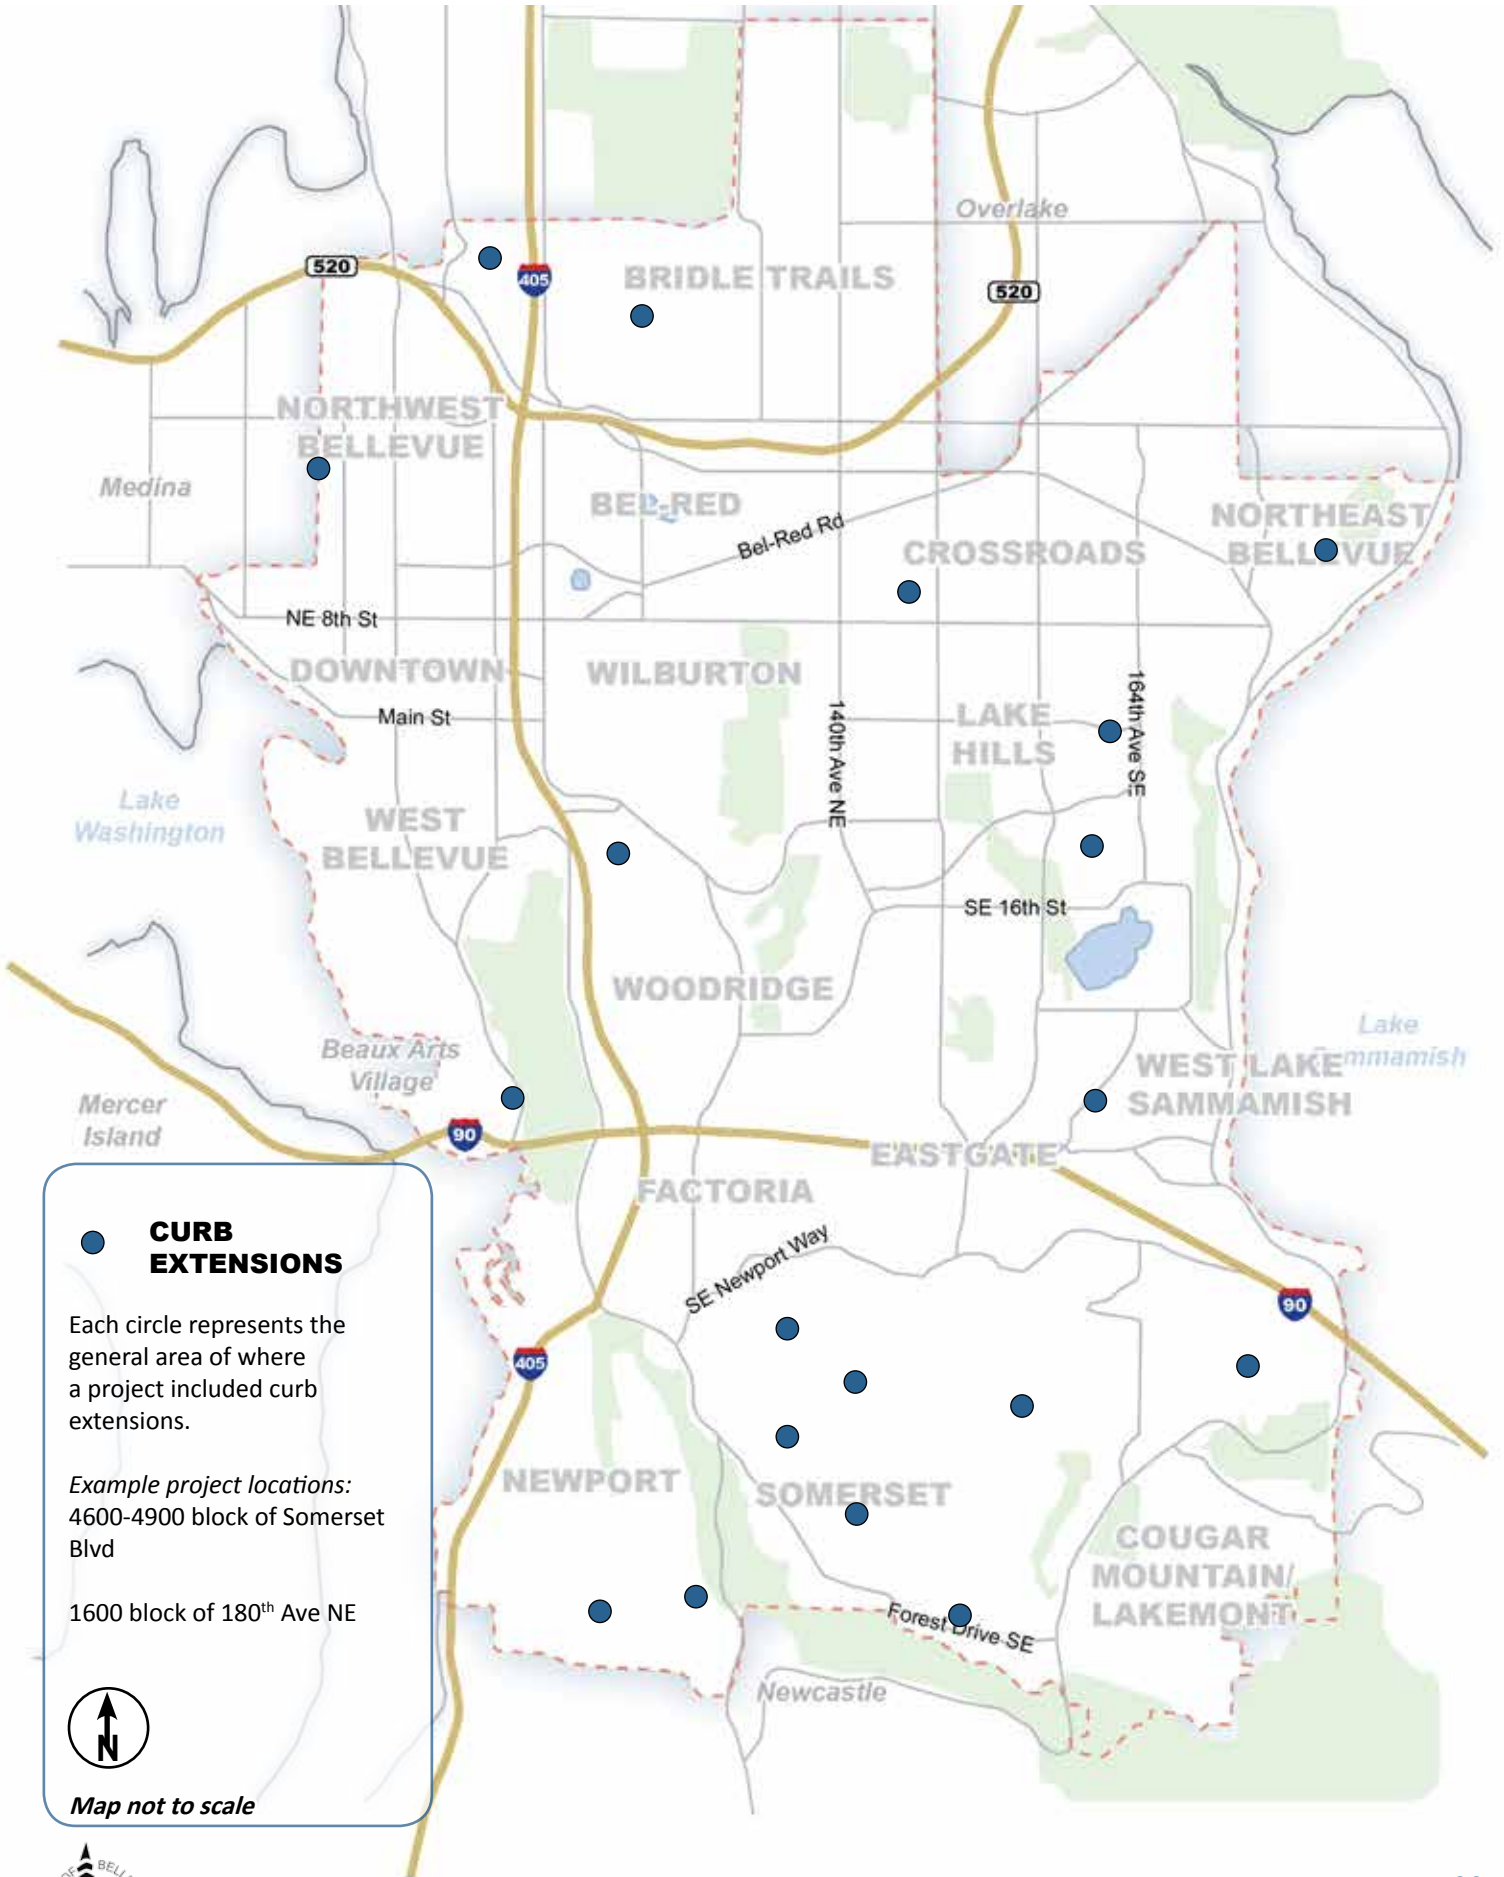 Overlake
520
405
BRIDLE TRAILS
520
NORTHWEST
BELLEVUE
Medina
BEL-RED
Bel-Red Rd
NORTHEAST
BELLEVUE
CROSSROADS
NE 8th St
DOWNTOWN
WILBURTON
164th Ave SE
Main St
140th Ave NE
LAKE
HILLS
Lake
Washington
WEST
BELLEVUE
SE 16th St
WOODRIDGE
Lake
Beaux Arts
Village
WEST LAKE
SAMMAMISH
Mercer
Island
90
EASTGATE
FACTORIA
CURB
EXTENSIONS
SE Newport Way
90
Each circle represents the
general area of where
a project included curb
extensions.
405
Example project locations:
4600-4900 block of Somerset
Blvd
NEWPORT
SOMERSET
COUGAR
MOUNTAIN/
LAKEMONT
1600 block of 180th Ave NE
Forest Drive SE
Newcastle
N
Map not to scale